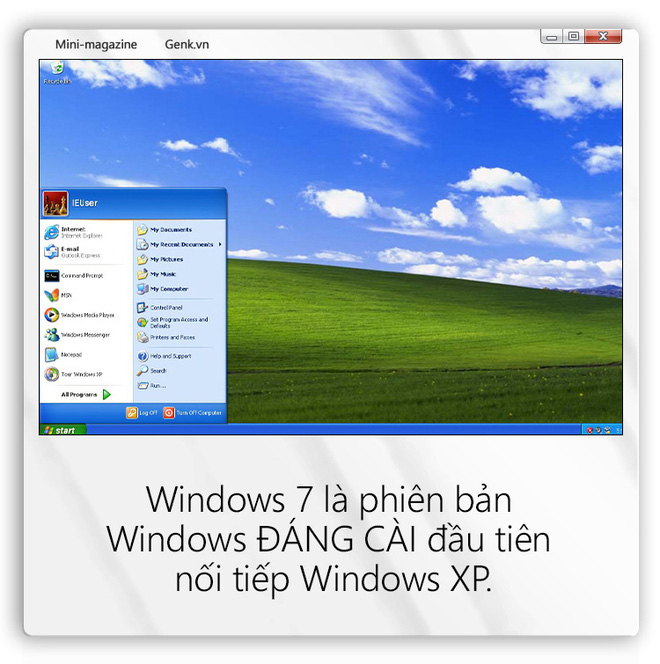 Mini-magazine Genk.vn
Recycle Bin
IEUser
Internet
Internet Explorer
E-mail
Outlook Express
Command Prompt
MSN
Windows Media Player
Windows Messenger
Notepad
Tour Windows XP
All Programs
My Documents
My Recent Documents
My Pictures
My Music
My Computer
Control Panel
Set Program Access and
Defaults
Printers and Faxes
Help and Support
Search
Run...
Log Off Turn Off Computer
start
Windows 7 là phiên bản
Windows ĐÁNG CÀI đầu tiên
nối tiếp Windows XP.